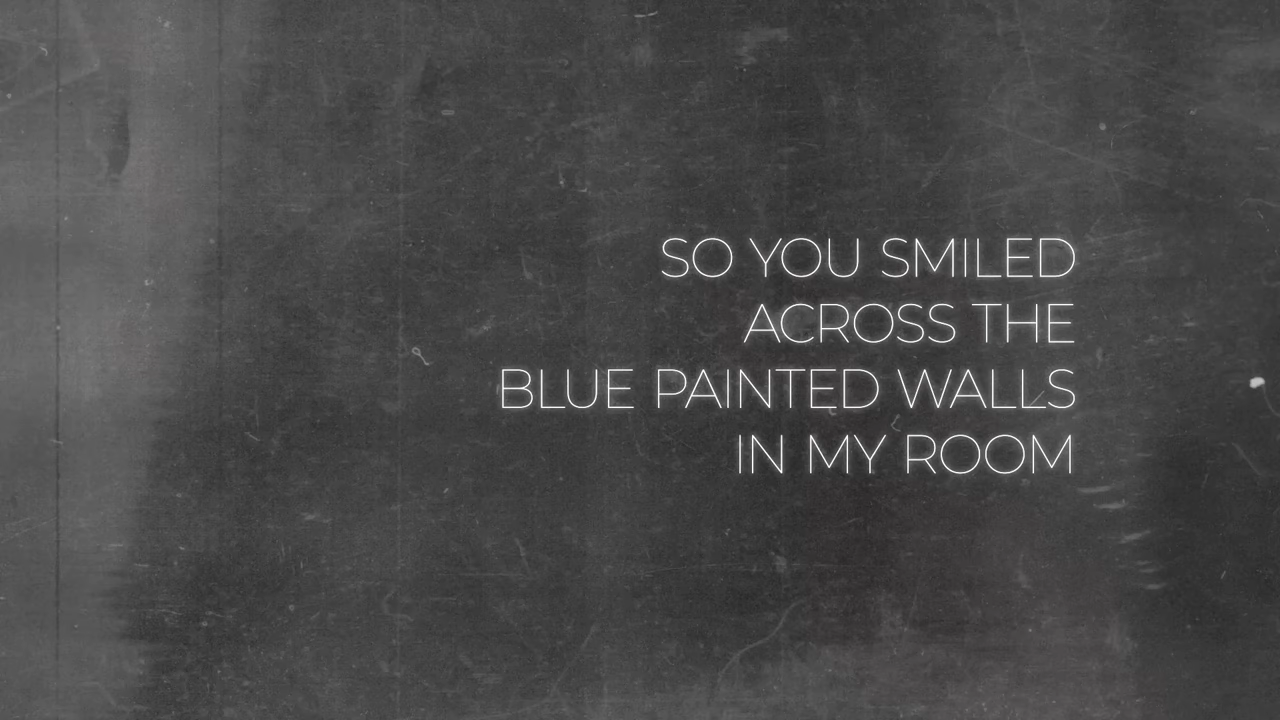 SO YOU SMILED
ACROSS THE
BLUE PAINTED WALLS
IN MY ROOM